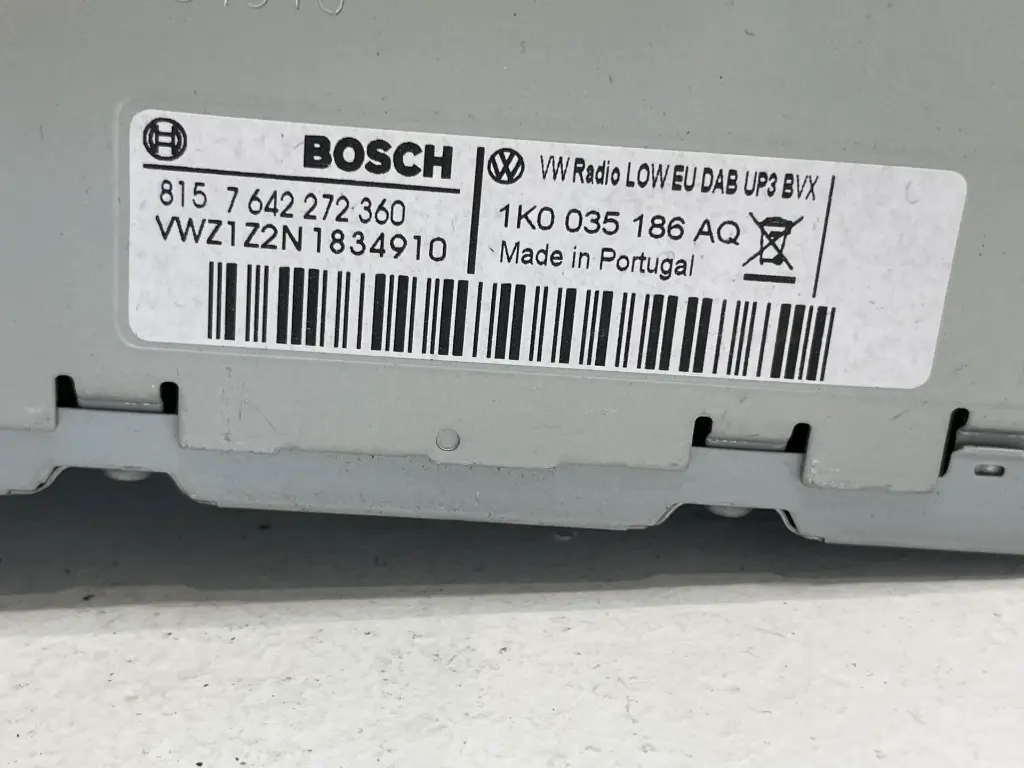 BOSCH
815 7 642 272 360
VWZ1Z2N1834910
VW Radio LOW EU DAB UP3 BVX
1K0 035 186 AQ
Made in Portugal